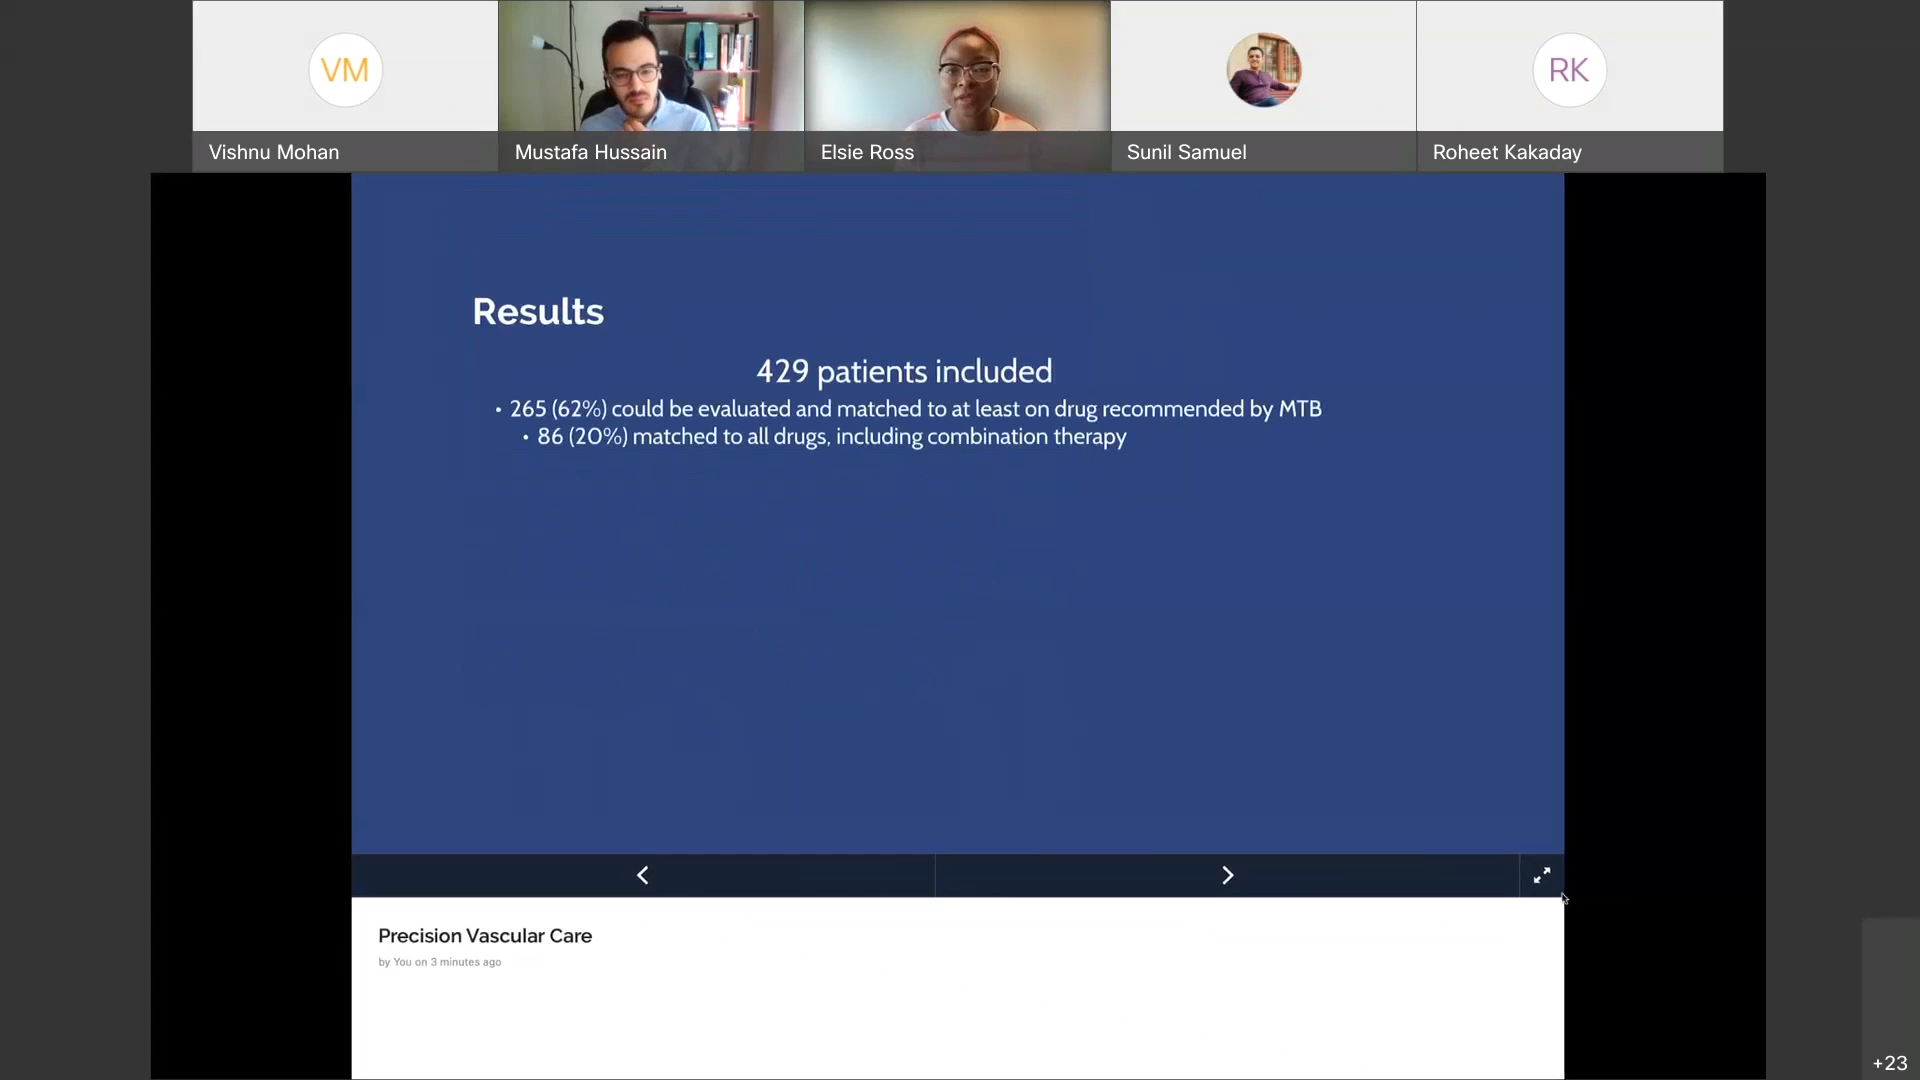 VM
RK
Vishnu Mohan
Mustafa Hussain
Elsie Ross
Sunil Samuel
Roheet Kakaday
Results
429 patients included
• 265 (62%) could be evaluated and matched to at least on drug recommended by MTB
• 86 (20%) matched to all drugs, including combination therapy
Precision Vascular Care
by You on 3 minutes ago
+23